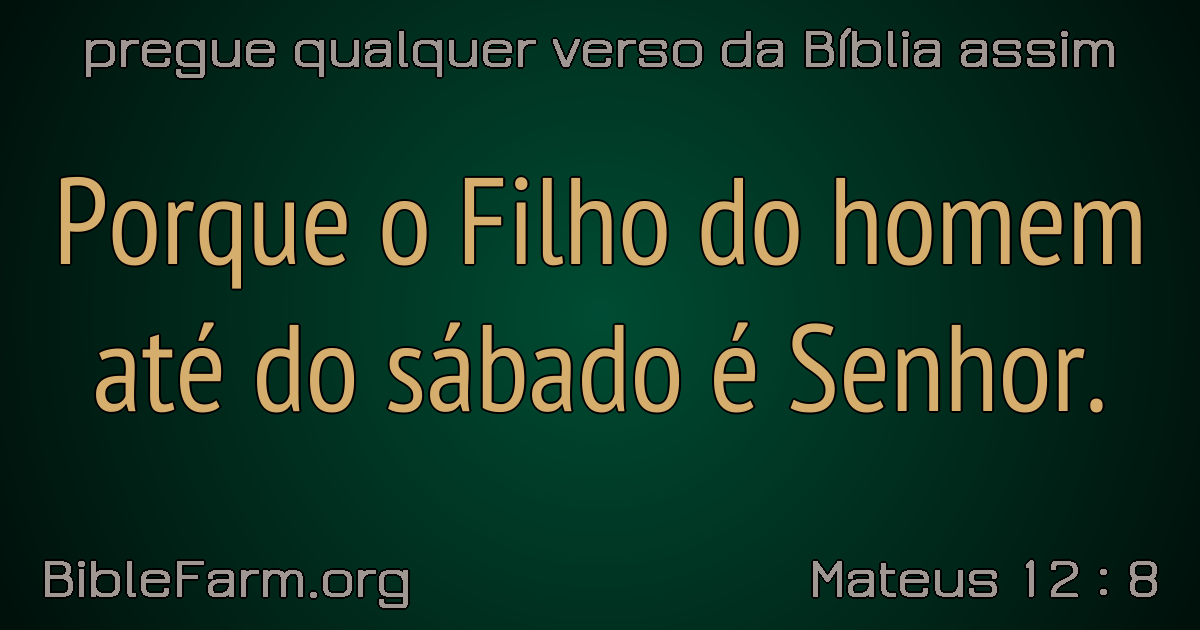 pregue qualquer verso da Bíblia assim
Porque o Filho do homem
até do sábado é Senhor.
BibleFarm.org
Mateus 12 : 8